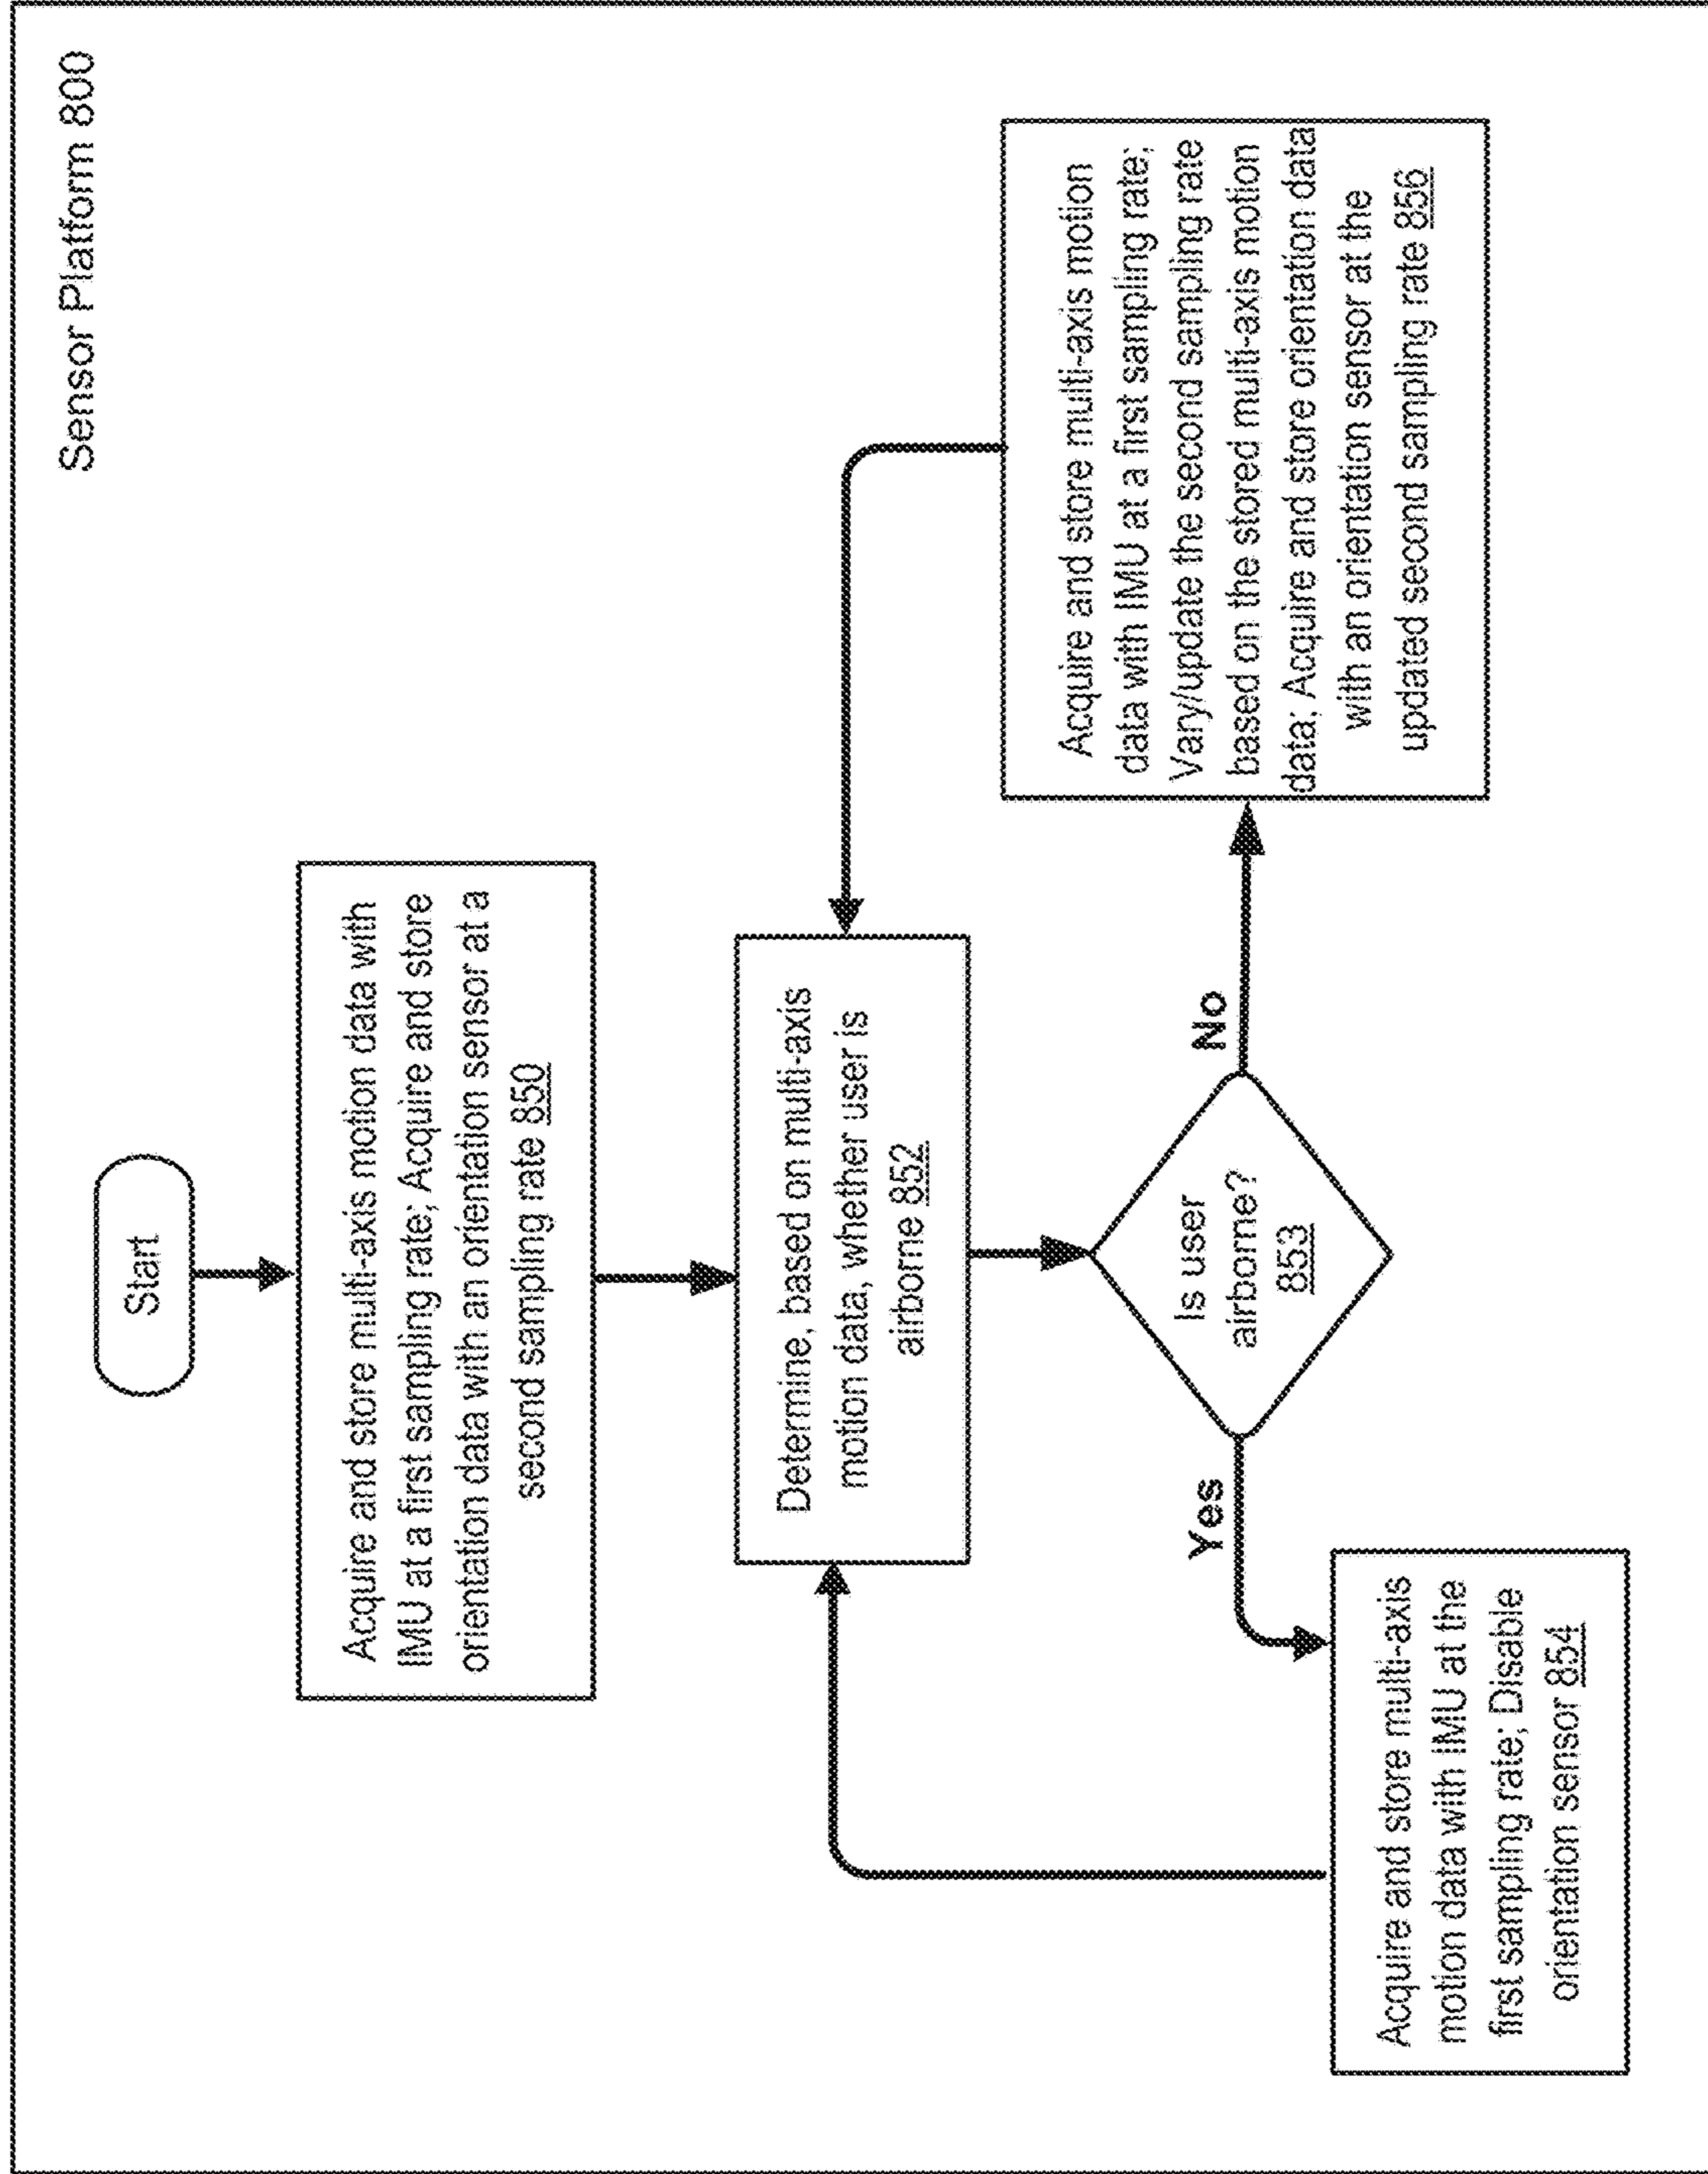 Sensor Platform 800
Start
Acquire and store multi-axis motion data with
IMU at a first sampling rate; Acquire and store
orientation data with an orientation sensor at a
second sampling rate 850
Determine, based on multi-axis
motion data, whether user is
airborne 852
Is user
airborne?
853
Yes
No
Acquire and store multi-axis
motion data with IMU at the
first sampling rate; Disable
orientation sensor 854
Acquire and store multi-axis motion
data with IMU at a first sampling rate;
Vary/update the second sampling rate
based on the stored multi-axis motion
data; Acquire and store orientation data
with an orientation sensor at the
updated second sampling rate 856